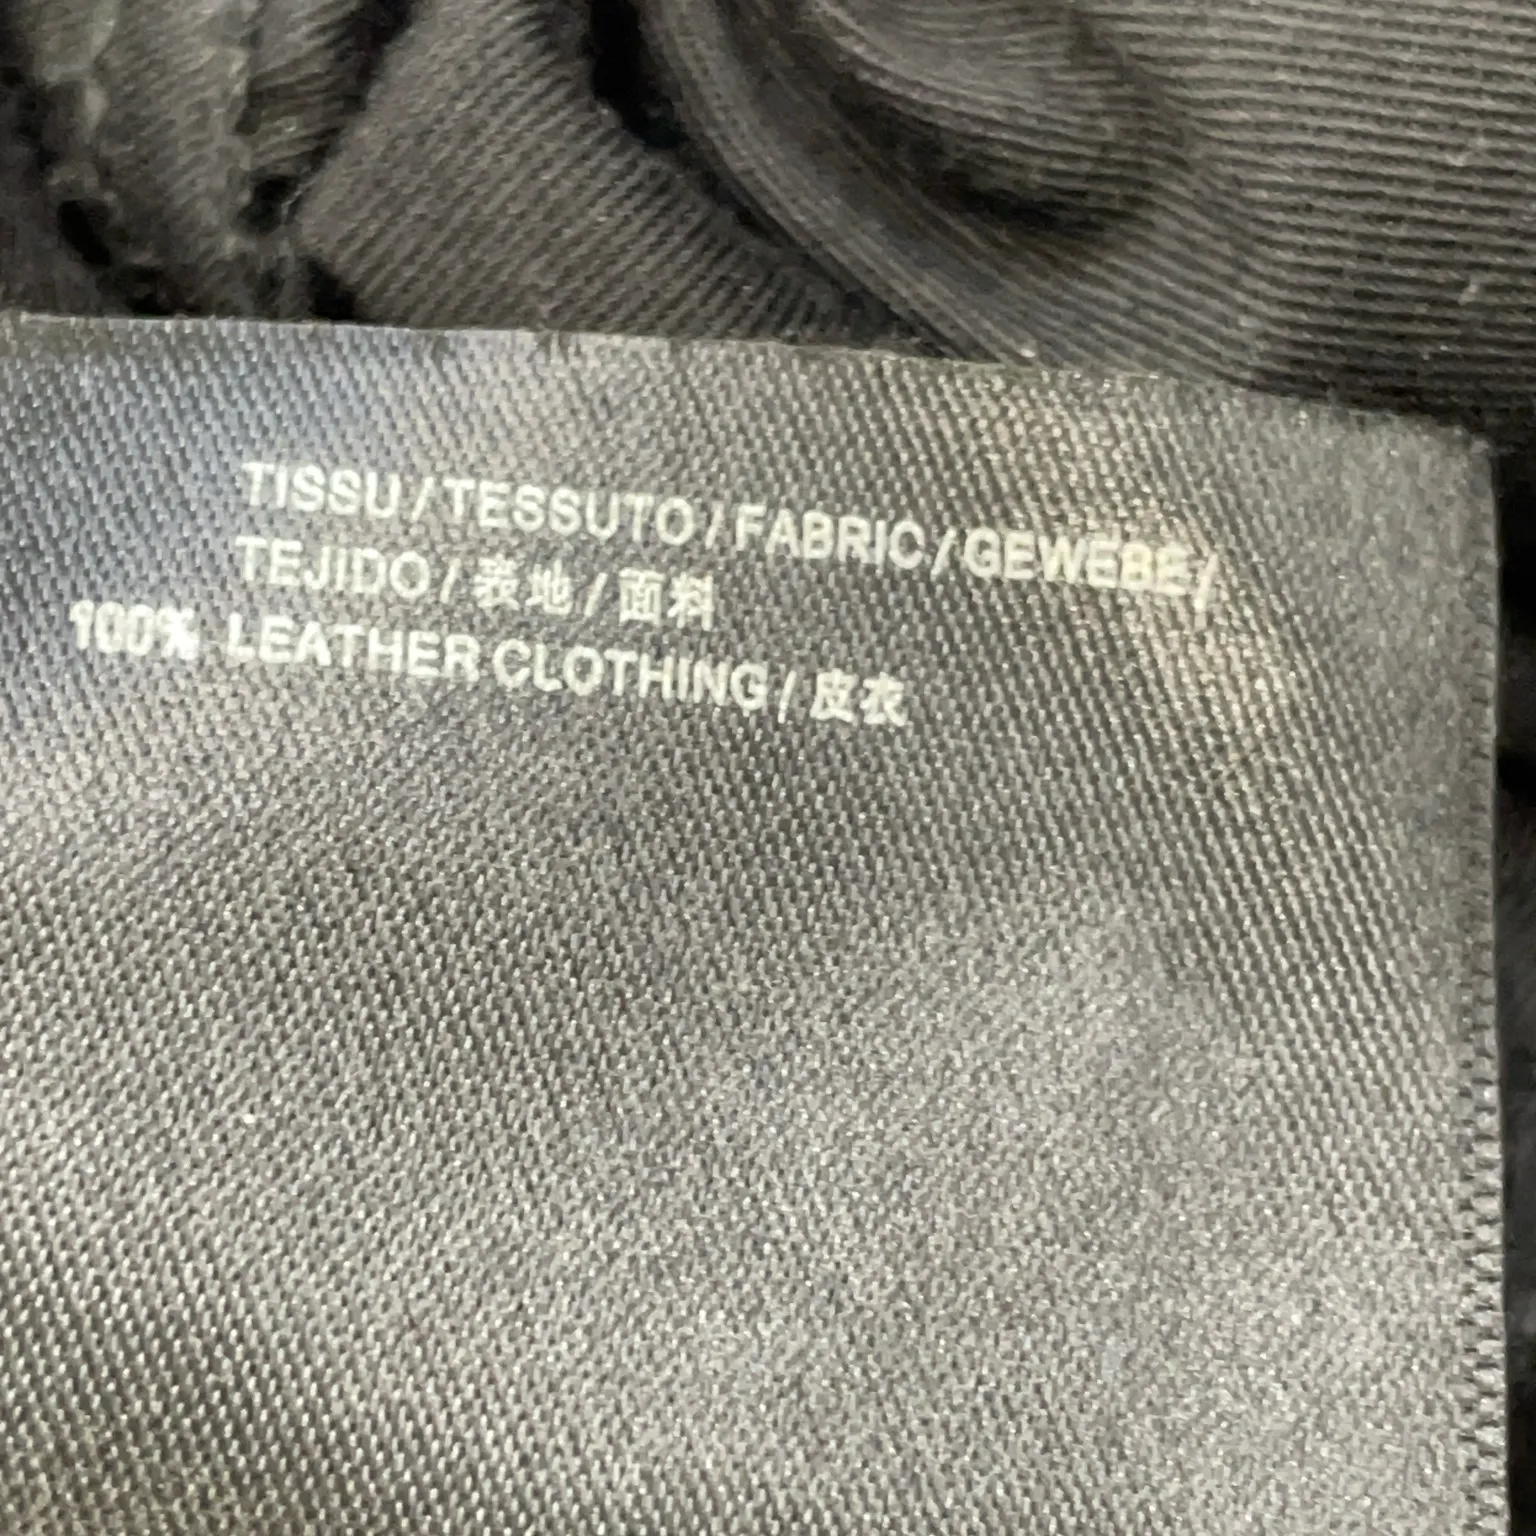 TISSU / TESSUTO / FABRIC / GEWEBE /
TEJIDO / 表地 / 面料
100% LEATHER CLOTHING / 皮衣